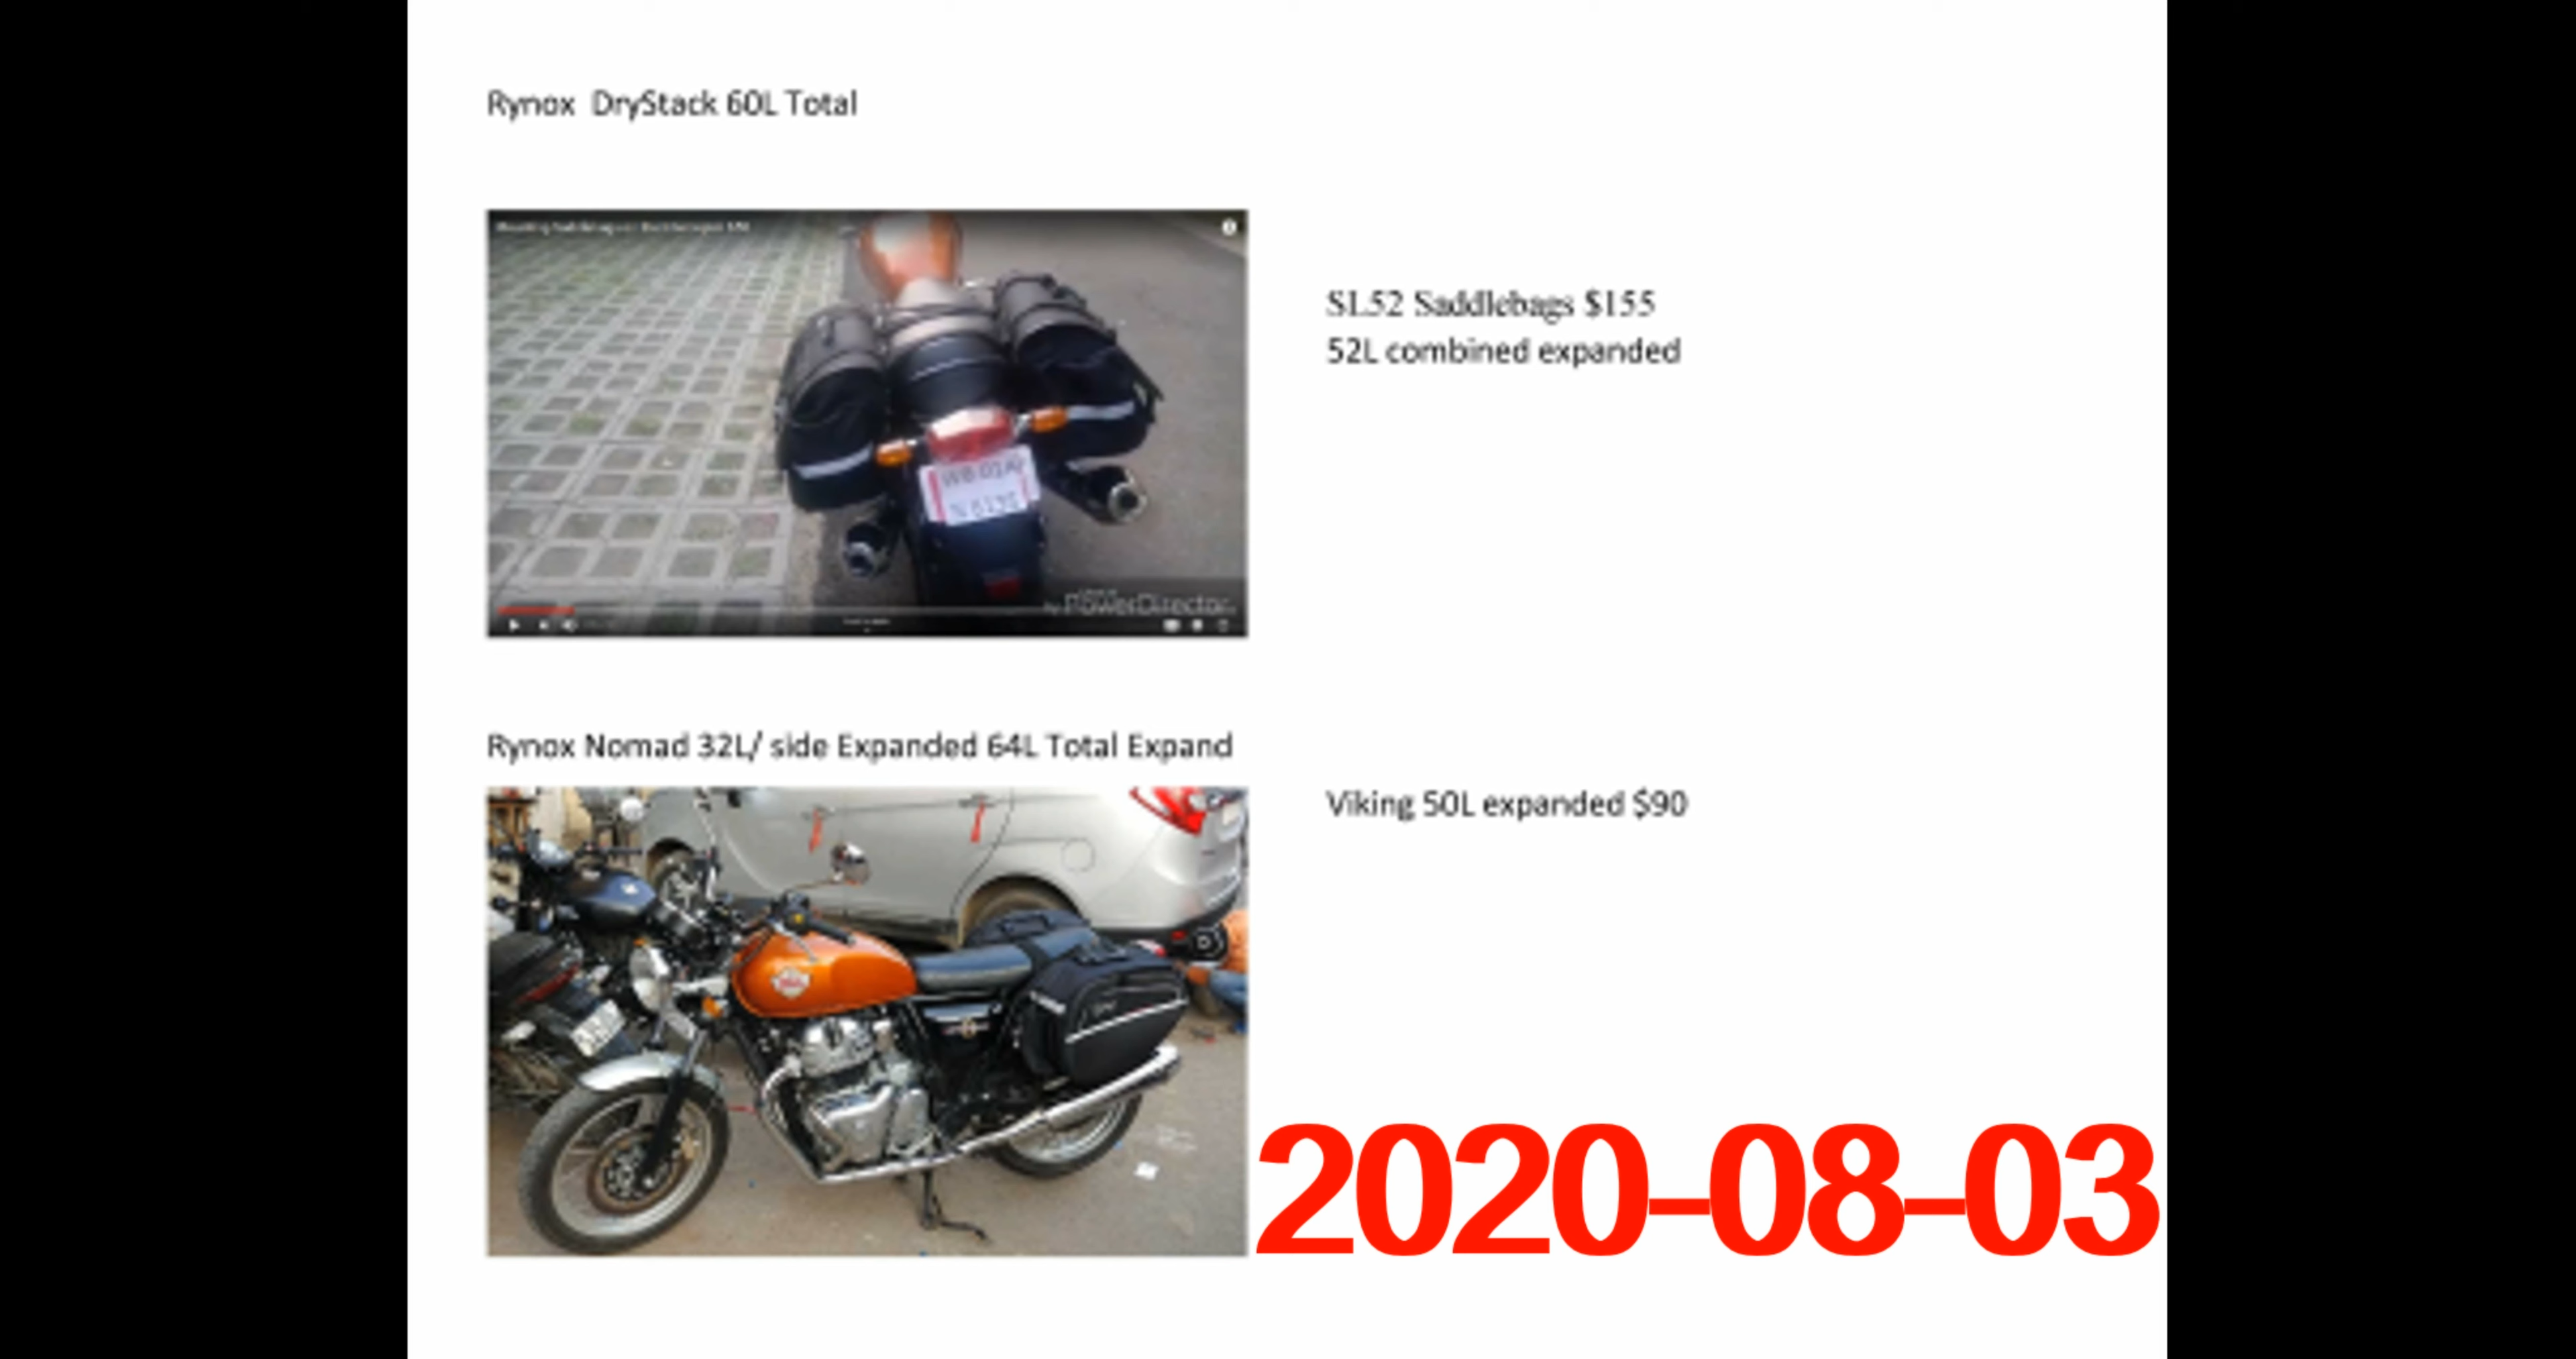 Rynox DryStack 60L Total
SL52 Saddlebags $155
52L combined expanded
PowerDirector
Rynox Nomad 32L/ side Expanded 64L Total Expand
Viking 50L expanded $90
2020-08-03